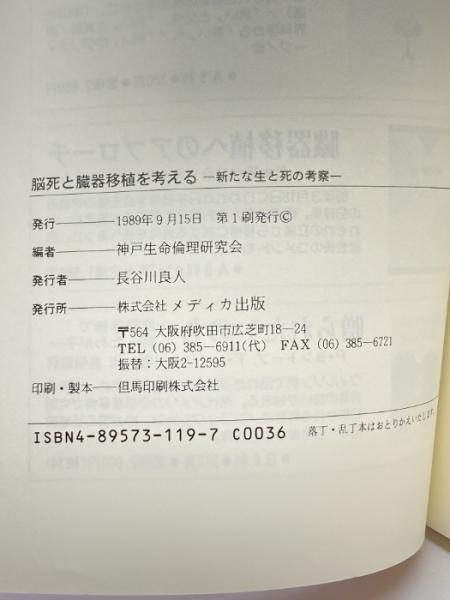 脳死と臓器移植を考える —新たな生と死の考察—
発行———1989年9月15日 第1刷発行©
編者———神戸生命倫理研究会
発行者———長谷川良人
発行所———株式会社 メディカ出版
〒564 大阪府吹田市広芝町18−24
TEL (06) 385−6911(代) FAX (06) 385−6721
振替: 大阪2-12595
印刷・製本—但馬印刷株式会社
ISBN4-89573-119-7 C0036 落丁・乱丁本はおとりかえいたします。